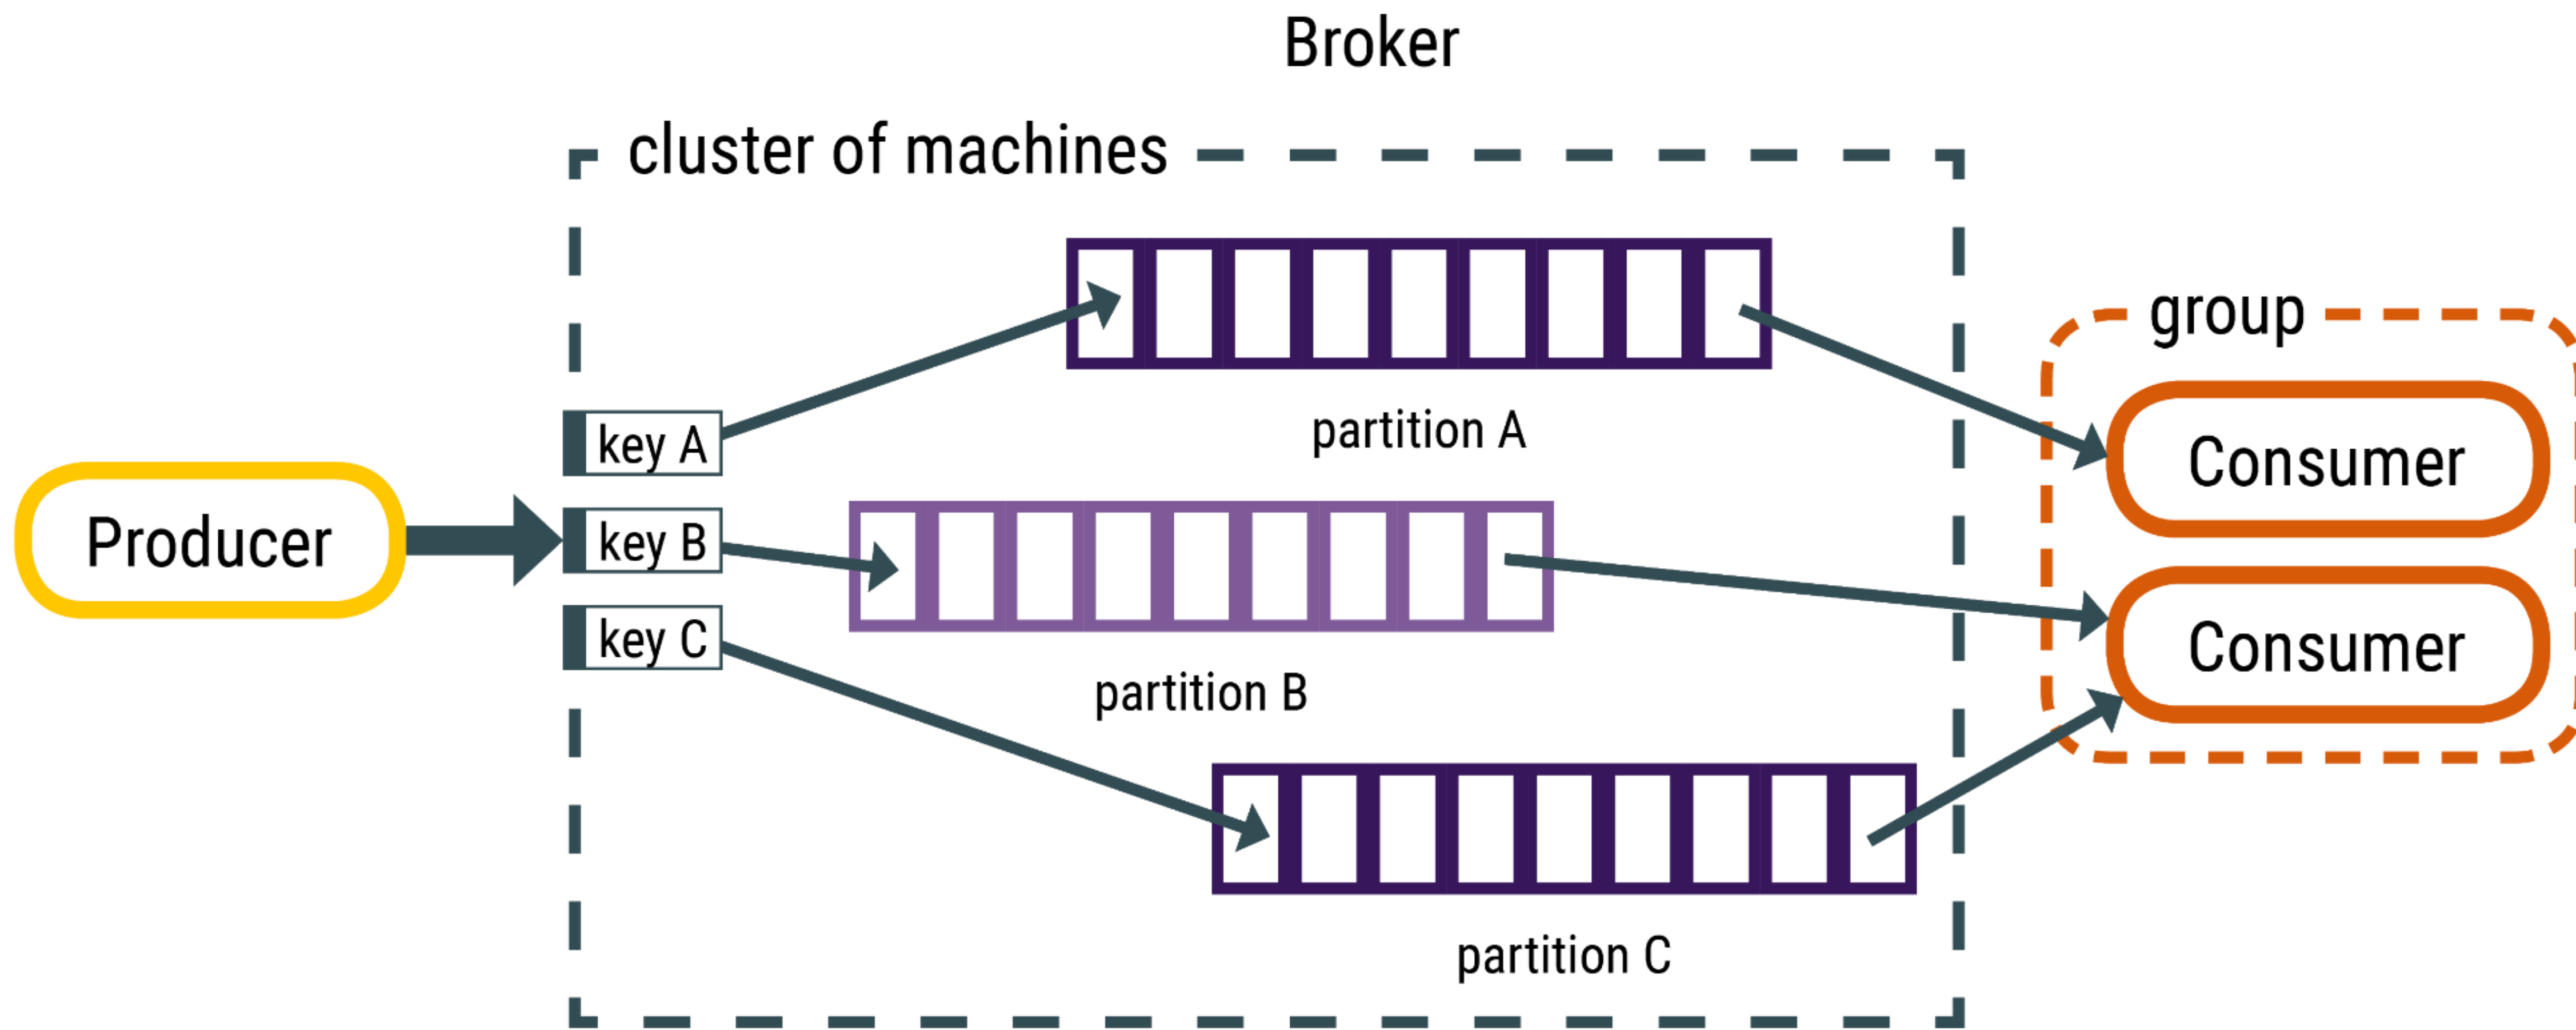 Broker
cluster of machines
group
key A
partition A
Consumer
Producer
key B
key C
partition B
Consumer
partition C